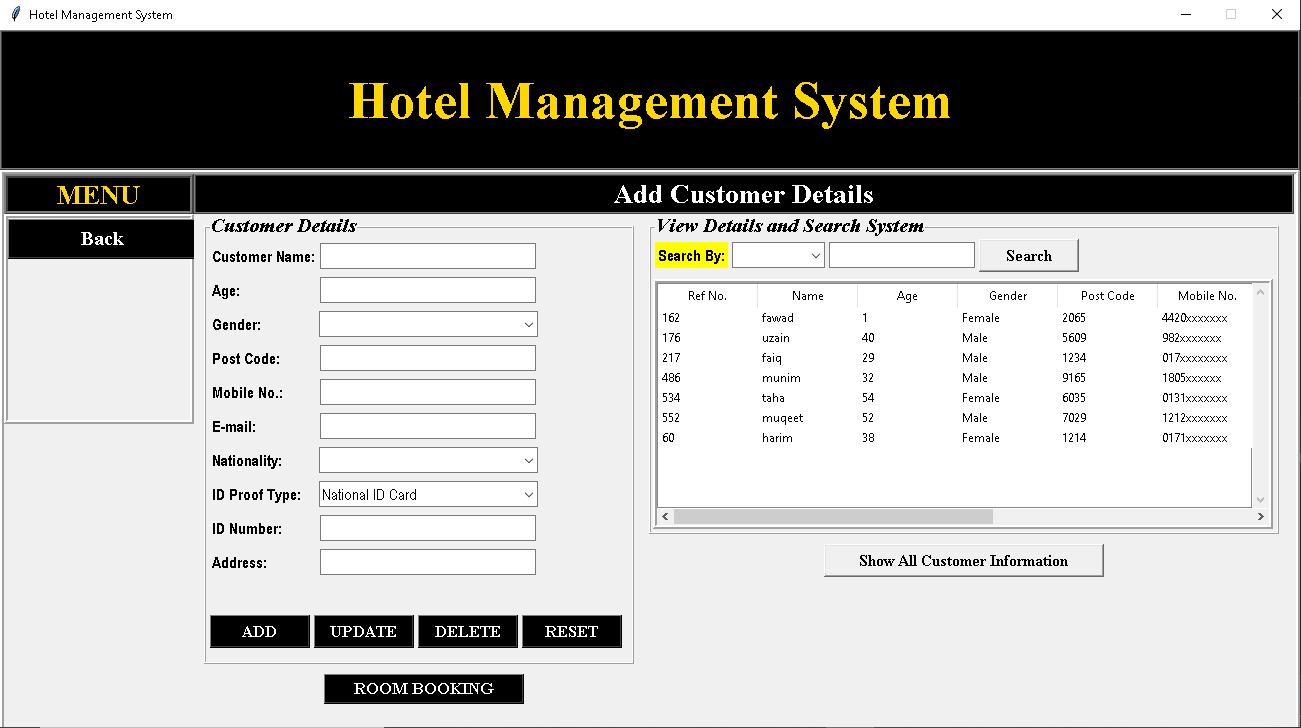 Hotel Management System
Hotel Management System
MENU
Add Customer Details
Back
Customer Details
Customer Name:
Age:
Gender:
Post Code:
Mobile No.:
E-mail:
Nationality:
ID Proof Type: National ID Card
ID Number:
Address:
ADD UPDATE DELETE RESET
ROOM BOOKING
View Details and Search System
Search By: Search
Ref No. Name Age Gender Post Code Mobile No.
162 fawad 1 Female 2065 4420xxxxxxx
176 uzain 40 Male 5609 982xxxxxxx
217 faiq 29 Male 1234 017xxxxxxxx
486 munim 32 Male 9165 1805xxxxxx
534 taha 54 Female 6035 0131xxxxxxx
552 muqeet 52 Male 7029 1212xxxxxxx
60 harim 38 Female 1214 0171xxxxxxx
Show All Customer Information